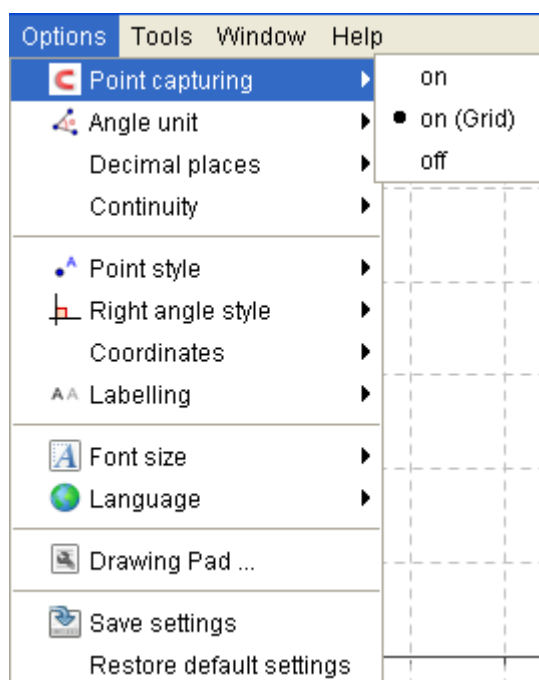 Options Tools Window Help
Point capturing
on
on (Grid)
off
Angle unit
Decimal places
Continuity
Point style
Right angle style
Coordinates
AA Labelling
Font size
Language
Drawing Pad ...
Save settings
Restore default settings